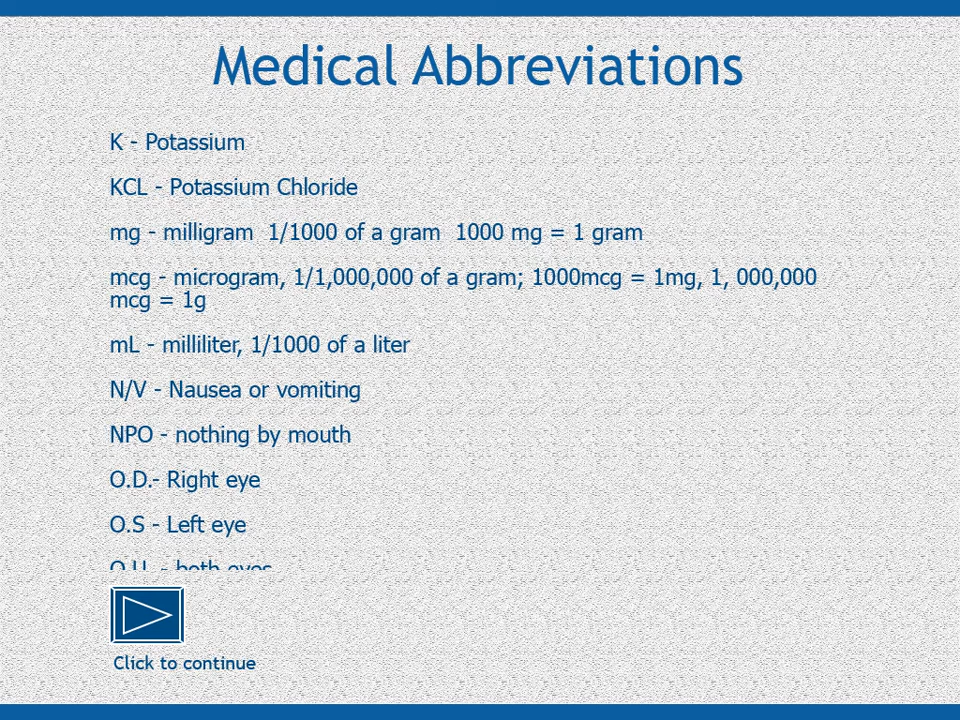 Medical Abbreviations
K - Potassium
KCL - Potassium Chloride
mg - milligram  1/1000 of a gram  1000 mg = 1 gram
mcg - microgram, 1/1,000,000 of a gram; 1000mcg = 1mg, 1, 000,000
mcg = 1g
mL - milliliter, 1/1000 of a liter
N/V - Nausea or vomiting
NPO - nothing by mouth
O.D.- Right eye
O.S - Left eye
O.U. - both eyes
Click to continue